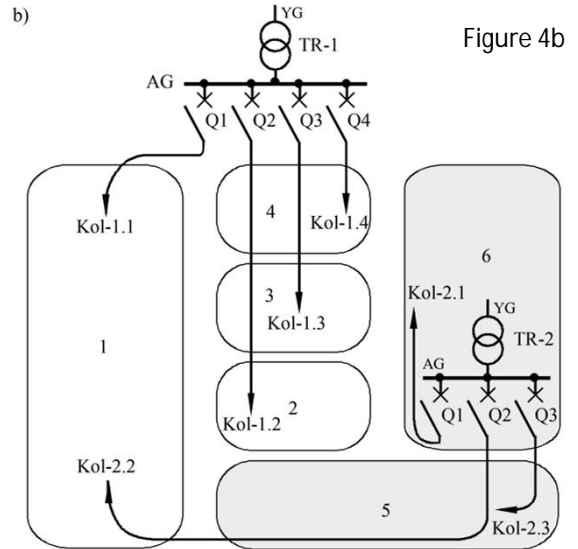 b)
YG
TR-1
Figure 4b
AG
Q1 Q2 Q3 Q4
4
Kol-1.1
Kol-1.4
6
Kol-2.1
3
YG
Kol-1.3
TR-2
1
AG
2
Kol-1.2
Q1 Q2 Q3
Kol-2.2
5
Kol-2.3